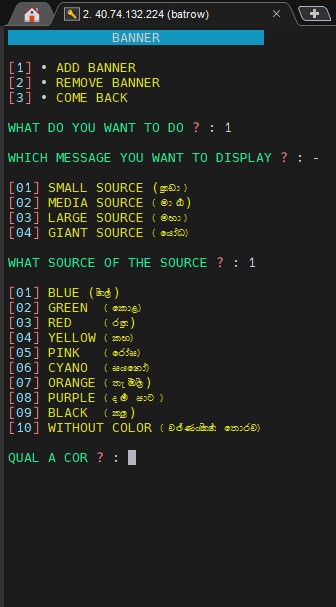 2. 40.74.132.224 (batrow)
BANNER
[1] • ADD BANNER
[2] • REMOVE BANNER
[3] • COME BACK
WHAT DO YOU WANT TO DO ? : 1
WHICH MESSAGE YOU WANT TO DISPLAY ? : -
[01] SMALL SOURCE (කුඩා)
[02] MEDIA SOURCE
[03] LARGE SOURCE (මහා)
[04] GIANT SOURCE (යෝධ)
WHAT SOURCE OF THE SOURCE ? : 1
[01] BLUE (නිල්)
[02] GREEN (කොළ)
[03] RED (රතු)
[04] YELLOW (කහ)
[05] PINK (රෝස)
[06] CYANO (සයනෝ)
[07] ORANGE (තැඹිලි)
[08] PURPLE (දම් පාට)
[09] BLACK (කලු)
[10] WITHOUT COLOR (වර්ණයකින් තොරව)
QUAL A COR ? :